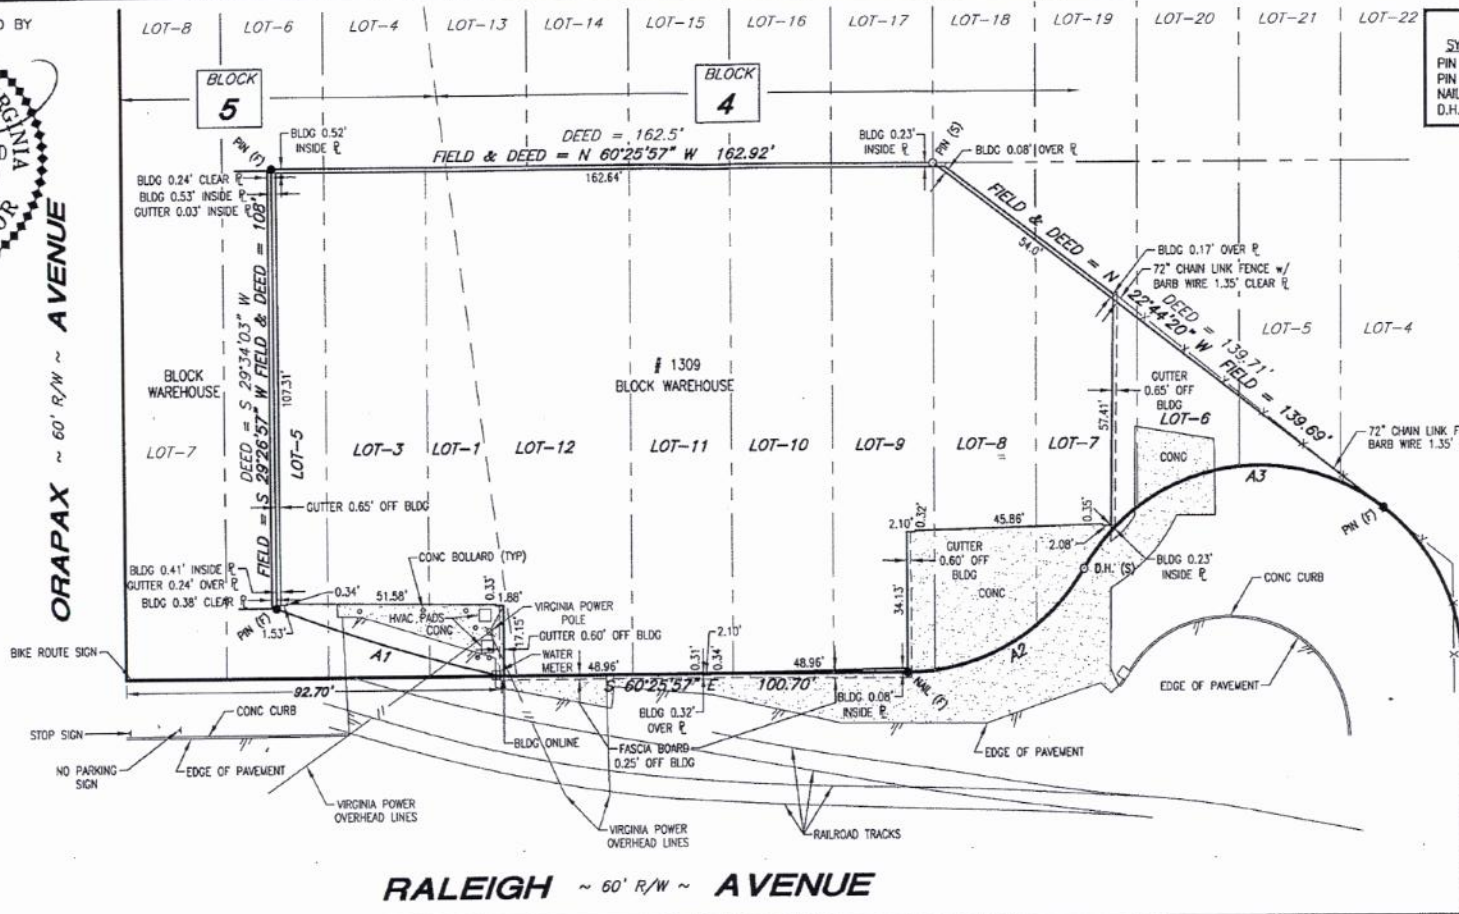 D BY
LOT-8
LOT-6
LOT-4
LOT-13
LOT-14
LOT-15
LOT-16
LOT-17
LOT-18
LOT-19
LOT-20
LOT-21
LOT-22
PIN
PIN
NAIL
D.H.
BLOCK
5
BLOCK
4
RGINIA
OR
ORAPAX ~ 60' R/W ~ AVENUE
PIN (F)
BLDG 0.52'
INSIDE ℙ
DEED = 162.5'
FIELD & DEED = N 60°25'57" W 162.92'
162.64'
BLDG 0.23'
INSIDE ℙ
PIN (S)
BLDG 0.08' OVER ℙ
BLDG 0.24' CLEAR ℙ
BLDG 0.53' INSIDE ℙ
GUTTER 0.03' INSIDE ℙ
DEED = S 29°34'03" W
FIELD = S 29°26'57" W FIELD & DEED = 108'
107.31'
FIELD & DEED = N 22°44'20" W FIELD = 139.69'
DEED = 139.71'
54.0'
BLDG 0.17' OVER ℙ
72" CHAIN LINK FENCE w/
BARB WIRE 1.35' CLEAR ℙ
LOT-5
LOT-4
BLOCK
WAREHOUSE
# 1309
BLOCK WAREHOUSE
GUTTER
0.65' OFF
BLDG
57.41'
LOT-7
LOT-5
LOT-3
LOT-1
LOT-12
LOT-11
LOT-10
LOT-9
LOT-8
LOT-7
LOT-6
CONC
72" CHAIN LINK F
BARB WIRE 1.35'
A3
PIN (F)
GUTTER 0.65' OFF BLDG
2.10'
0.32'
45.86'
0.35'
2.08'
GUTTER
0.60' OFF
BLDG
CONC
D.H. (S)
BLDG 0.23'
INSIDE ℙ
CONC CURB
34.13'
BLDG 0.41' INSIDE ℙ
GUTTER 0.24' OVER ℙ
BLDG 0.38' CLEAR ℙ
PIN (F)
1.53'
0.34'
CONC BOLLARD (TYP)
51.58'
0.33'
1.88'
HVAC PADS
CONC
17.15'
VIRGINIA POWER
POLE
GUTTER 0.60' OFF BLDG
WATER
METER
2.10'
0.31'
0.34'
48.96'
48.96'
A1
A2
BIKE ROUTE SIGN
92.70'
S 60°25'57" E 100.70'
BLDG 0.32'
OVER ℙ
BLDG 0.08'
INSIDE ℙ
NAIL (F)
EDGE OF PAVEMENT
CONC CURB
STOP SIGN
NO PARKING
SIGN
EDGE OF PAVEMENT
BLDG ONLINE
FASCIA BOARD
0.25' OFF BLDG
EDGE OF PAVEMENT
VIRGINIA POWER
OVERHEAD LINES
VIRGINIA POWER
OVERHEAD LINES
RAILROAD TRACKS
RALEIGH ~ 60' R/W ~ AVENUE